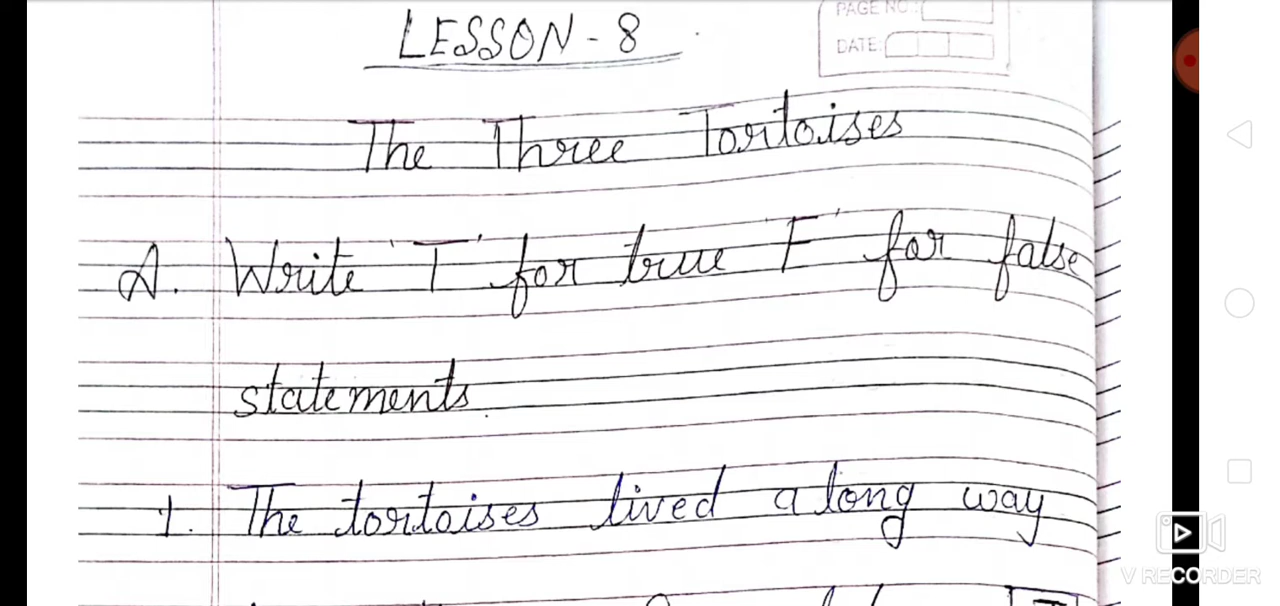 PAGE NO.:
DATE:
LESSON - 8
The Three Tortoises
A. Write 'T' for true 'F' for false
statements.
1. The tortoises lived a long way
V RECORDER